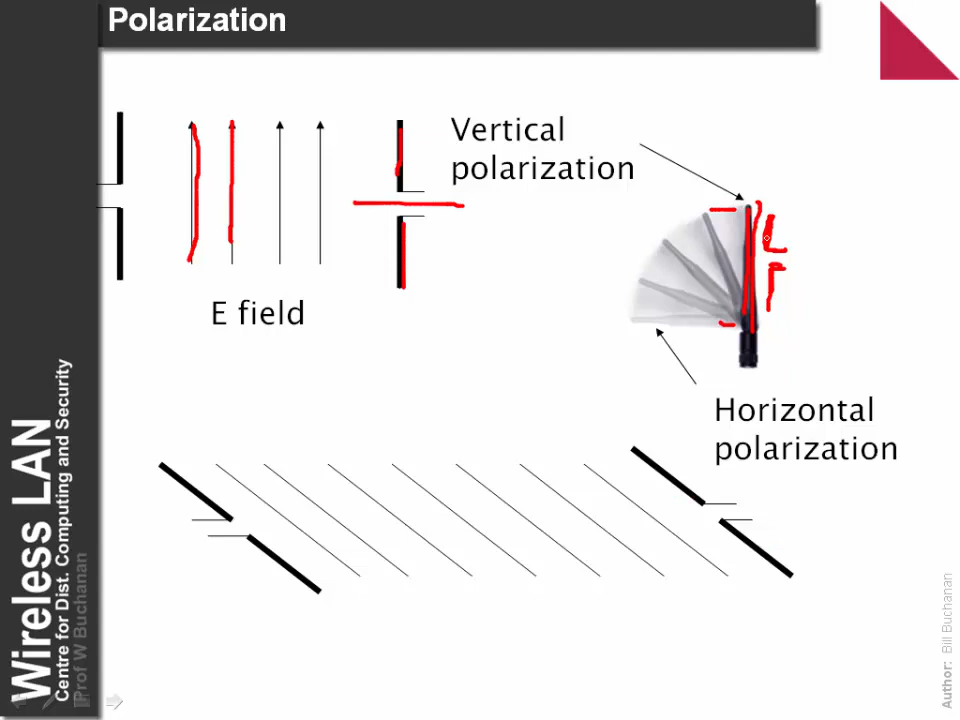 Polarization
Vertical
polarization
E field
Horizontal
polarization
Wireless LAN
Centre for Dist. Computing and Security
Prof W Buchanan
Author: Bill Buchanan